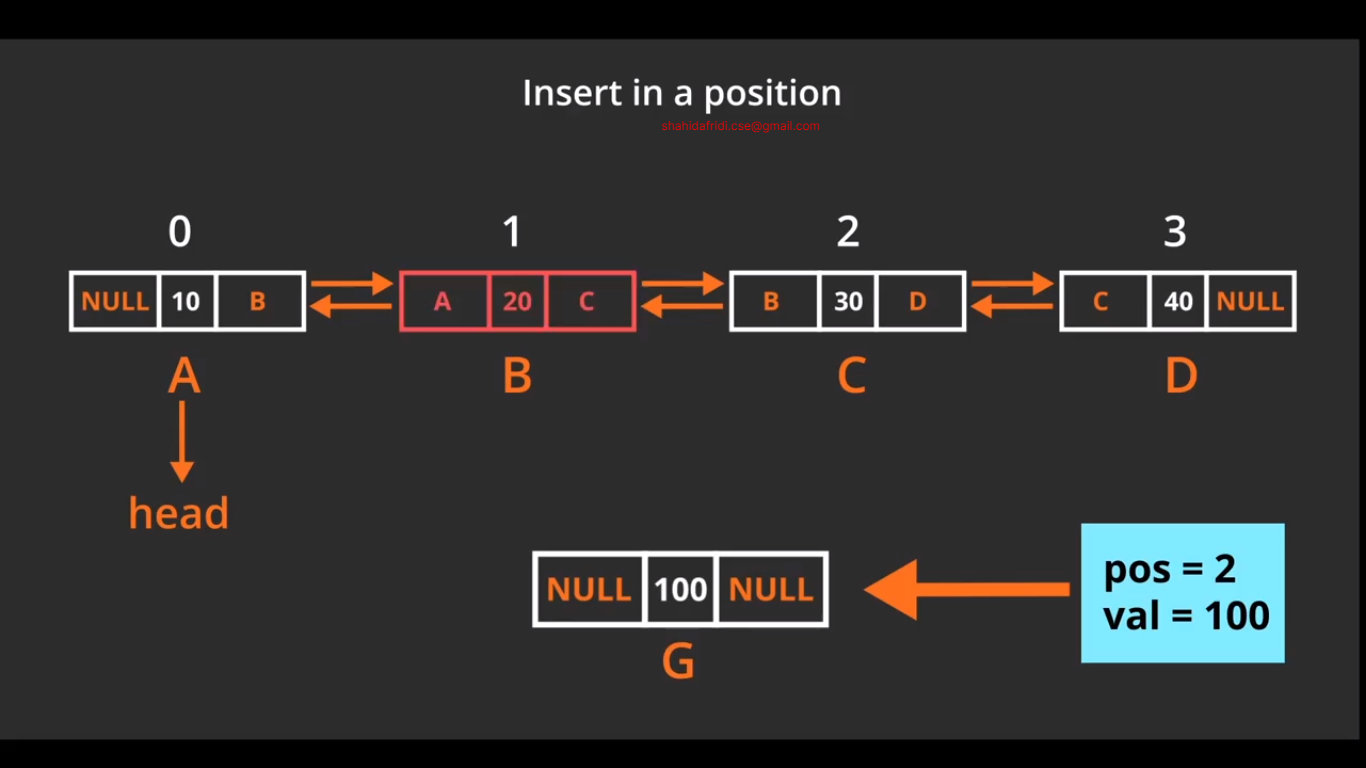 Insert in a position
shahidafridi.cse@gmail.com
0 1 2 3
NULL 10 B A 20 C B 30 D C 40 NULL
A B C D
head
pos = 2
val = 100
NULL 100 NULL
G